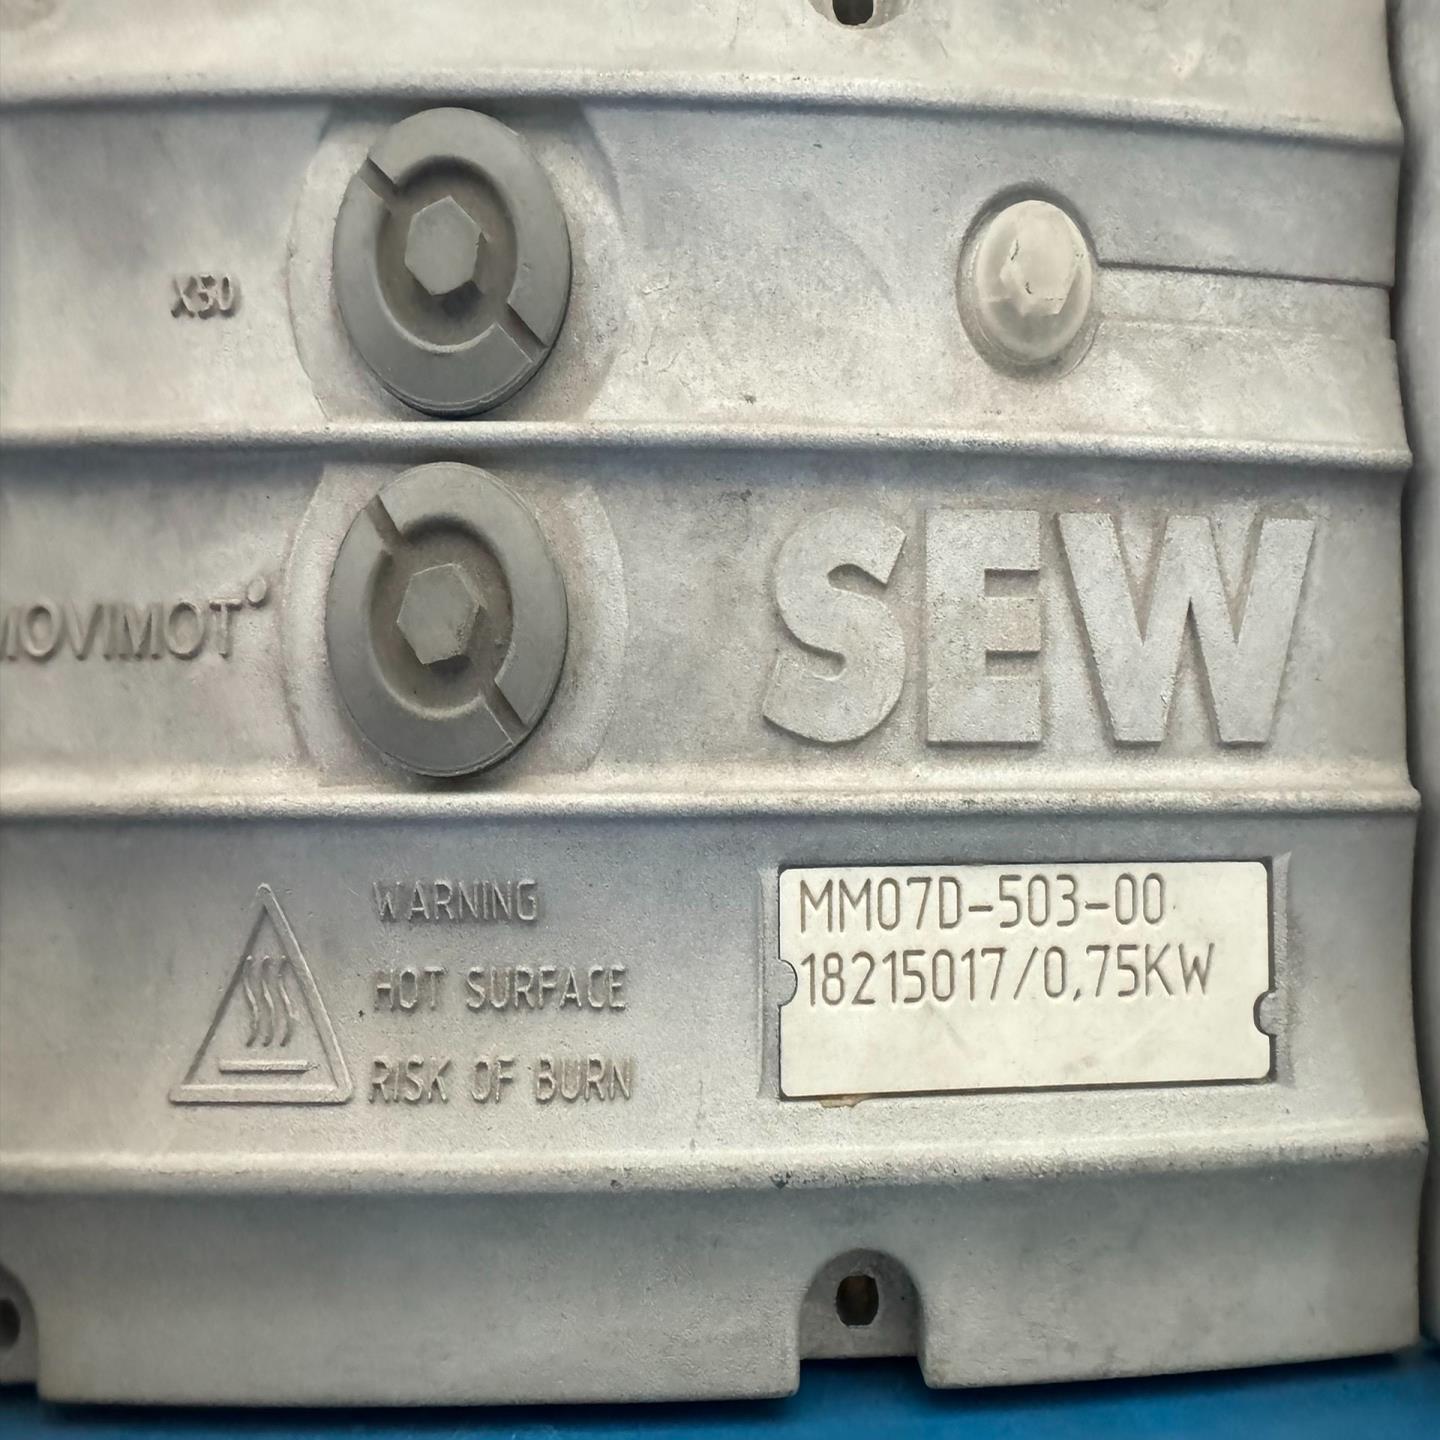 X50
MOVIMOT
SEW
WARNING
HOT SURFACE
RISK OF BURN
MM07D-503-00
18215017/0,75KW